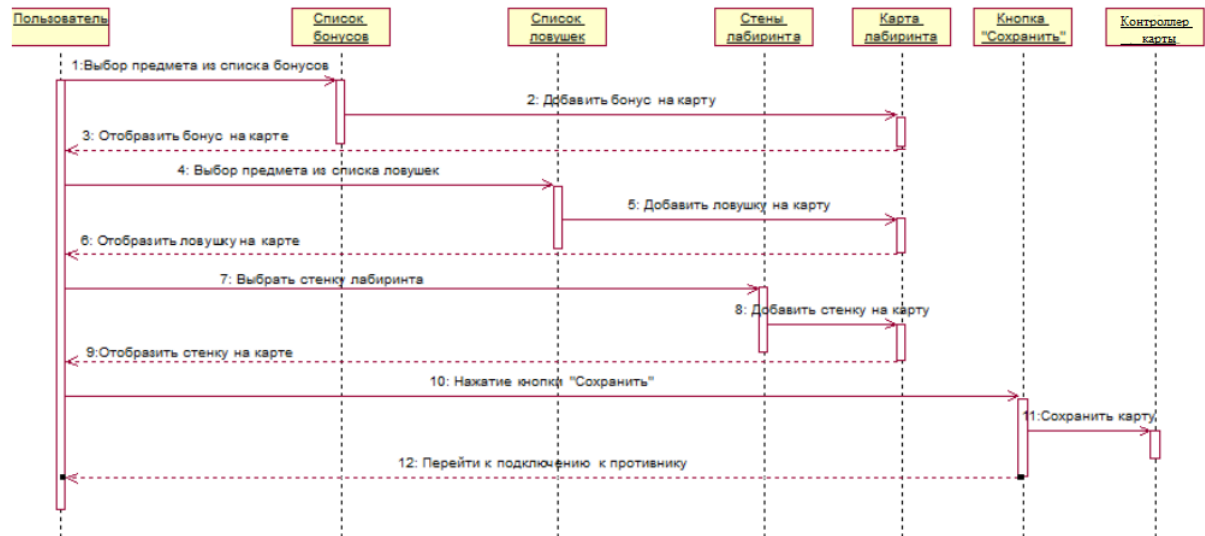 Пользователь
Список
бонусов
Список
ловушек
Стены
лабиринта
Карта
лабиринта
Кнопка
"Сохранить"
Контроллер
карты
1:Выбор предмета из списка бонусов
2: Добавить бонус на карту
3: Отобразить бонус на карте
4: Выбор предмета из списка ловушек
5: Добавить ловушку на карту
6: Отобразить ловушку на карте
7: Выбрать стенку лабиринта
8: Добавить стенку на карту
9:Отобразить стенку на карте
10: Нажатие кнопки "Сохранить"
11:Сохранить карту
12: Перейти к подключению к противнику